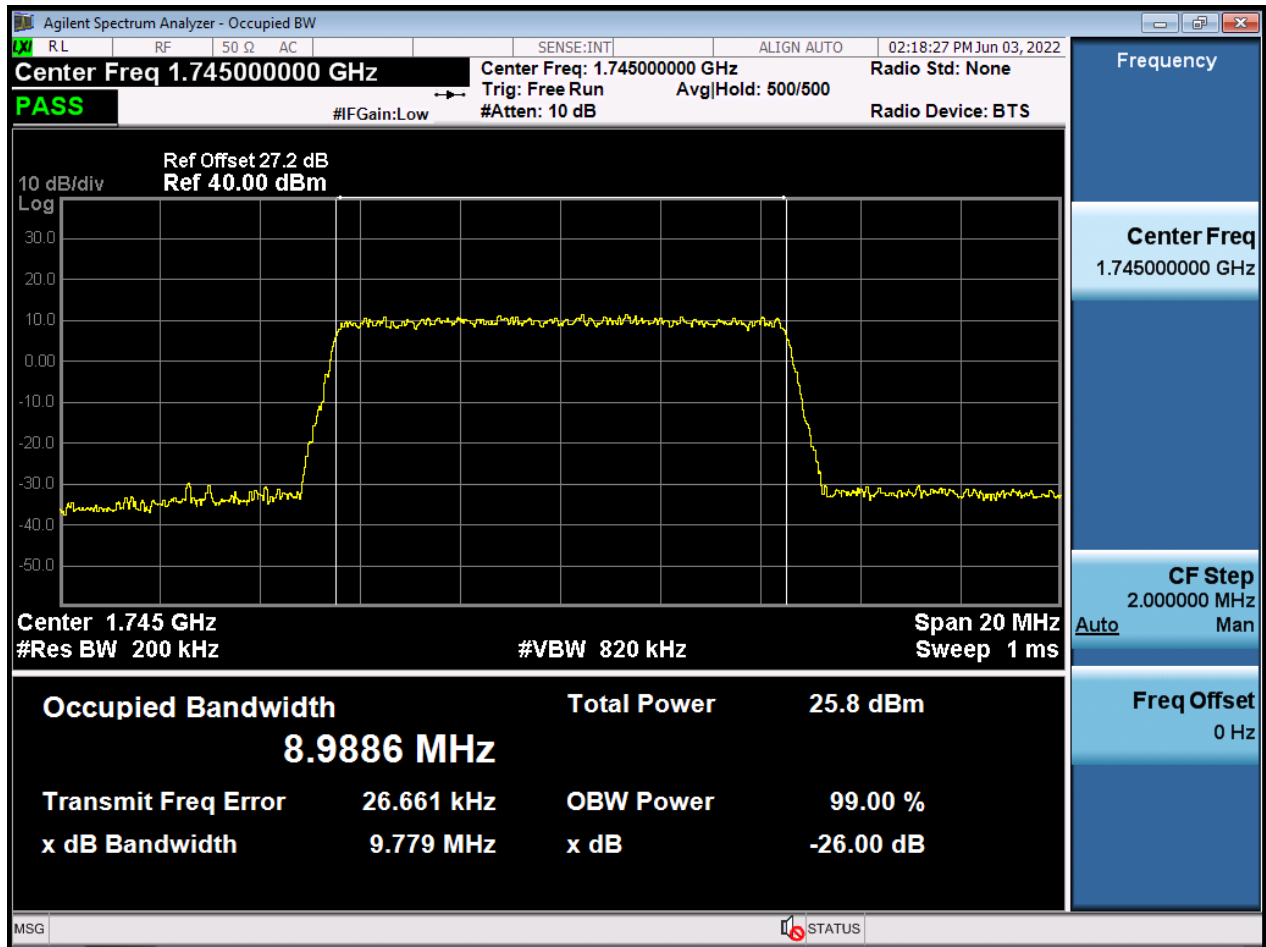 Agilent Spectrum Analyzer - Occupied BW
LXI RL RF 50 Ω AC SENSE:INT ALIGN AUTO 02:18:27 PM Jun 03, 2022
Center Freq 1.745000000 GHz
Center Freq: 1.745000000 GHz Radio Std: None
Trig: Free Run Avg|Hold: 500/500
PASS
#IFGain:Low #Atten: 10 dB Radio Device: BTS
Ref Offset 27.2 dB
10 dB/div Ref 40.00 dBm
Log
30.0
20.0
10.0
0.00
-10.0
-20.0
-30.0
-40.0
-50.0
Center 1.745 GHz Span 20 MHz
#Res BW 200 kHz #VBW 820 kHz Sweep 1 ms
Occupied Bandwidth Total Power 25.8 dBm
8.9886 MHz
Transmit Freq Error 26.661 kHz OBW Power 99.00 %
x dB Bandwidth 9.779 MHz x dB -26.00 dB
Frequency
Center Freq
1.745000000 GHz
CF Step
2.000000 MHz
Auto Man
Freq Offset
0 Hz
MSG STATUS